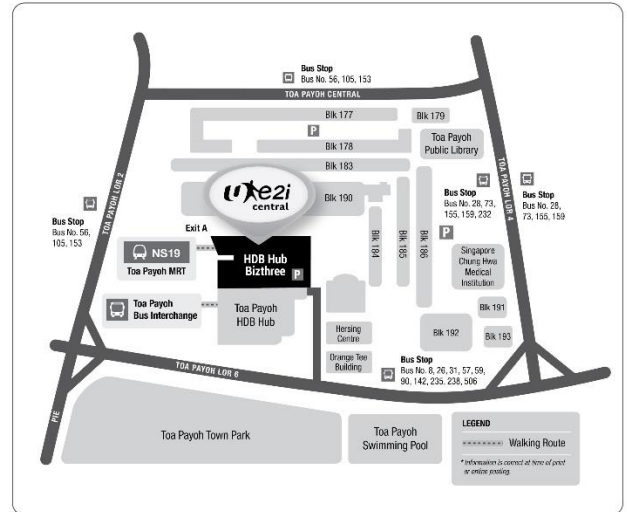 Bus Stop
Bus No. 56, 105, 153
TOA PAYOH CENTRAL
Blk 177
Blk 179
P
Blk 178
Toa Payoh
Public Library
Blk 183
TOA PAYOH LOR 2
TOA PAYOH LOR 4
u e2i
central
Blk 190
Bus Stop
Bus No. 28, 73,
155, 159, 232
Bus Stop
Bus No. 28,
73, 155, 159
Bus Stop
Bus No. 56,
105, 153
Exit A
NS19
Toa Payoh MRT
HDB Hub
Bizthree
P
Blk 184
Blk 185
Blk 186
P
Singapore
Chung Hwa
Medical
Institution
Toa Payoh
Bus Interchange
Toa Payoh
HDB Hub
Hersing
Centre
Blk 191
Blk 192
Blk 193
Orange Tee
Building
Bus Stop
Bus No. 8, 26, 31, 57, 59,
90, 142, 235, 238, 506
TOA PAYOH LOR 6
PIE
Toa Payoh Town Park
Toa Payoh
Swimming Pool
LEGEND
Walking Route
* Information is correct at time of print
or online posting.